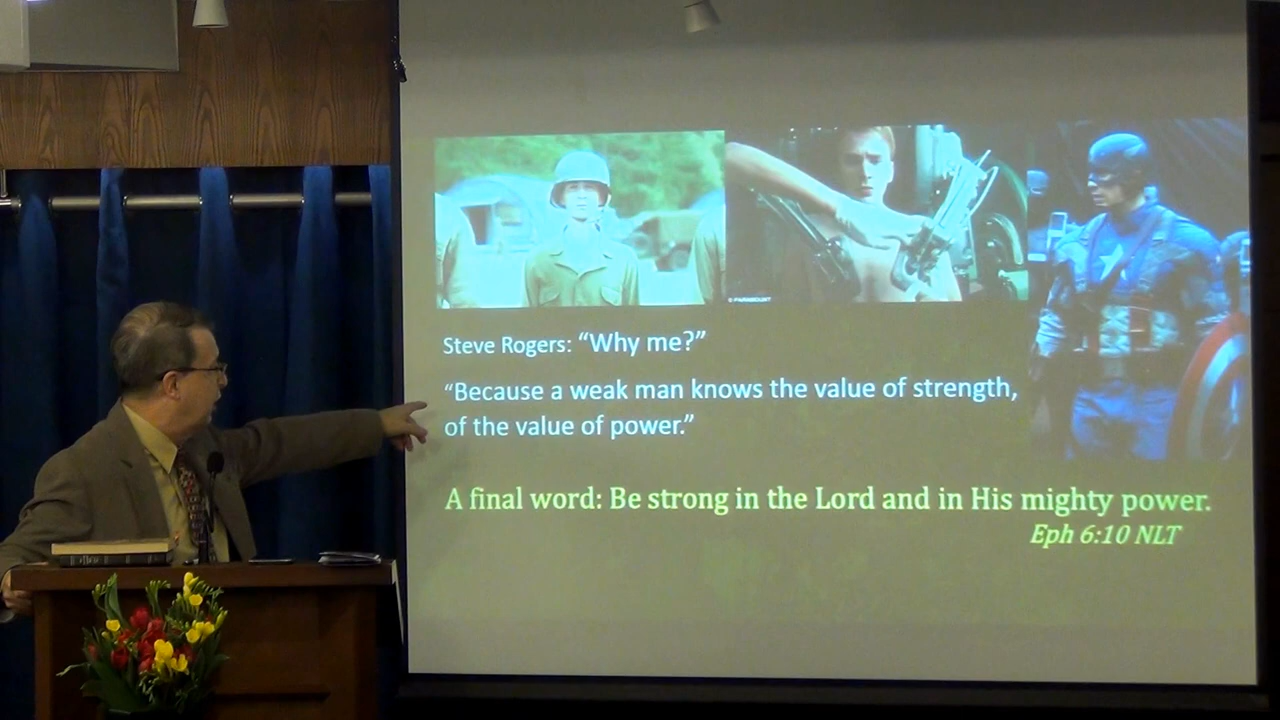 © PARAMOUNT
Steve Rogers: “Why me?”
“Because a weak man knows the value of strength,
of the value of power.”
A final word: Be strong in the Lord and in His mighty power.
Eph 6:10 NLT